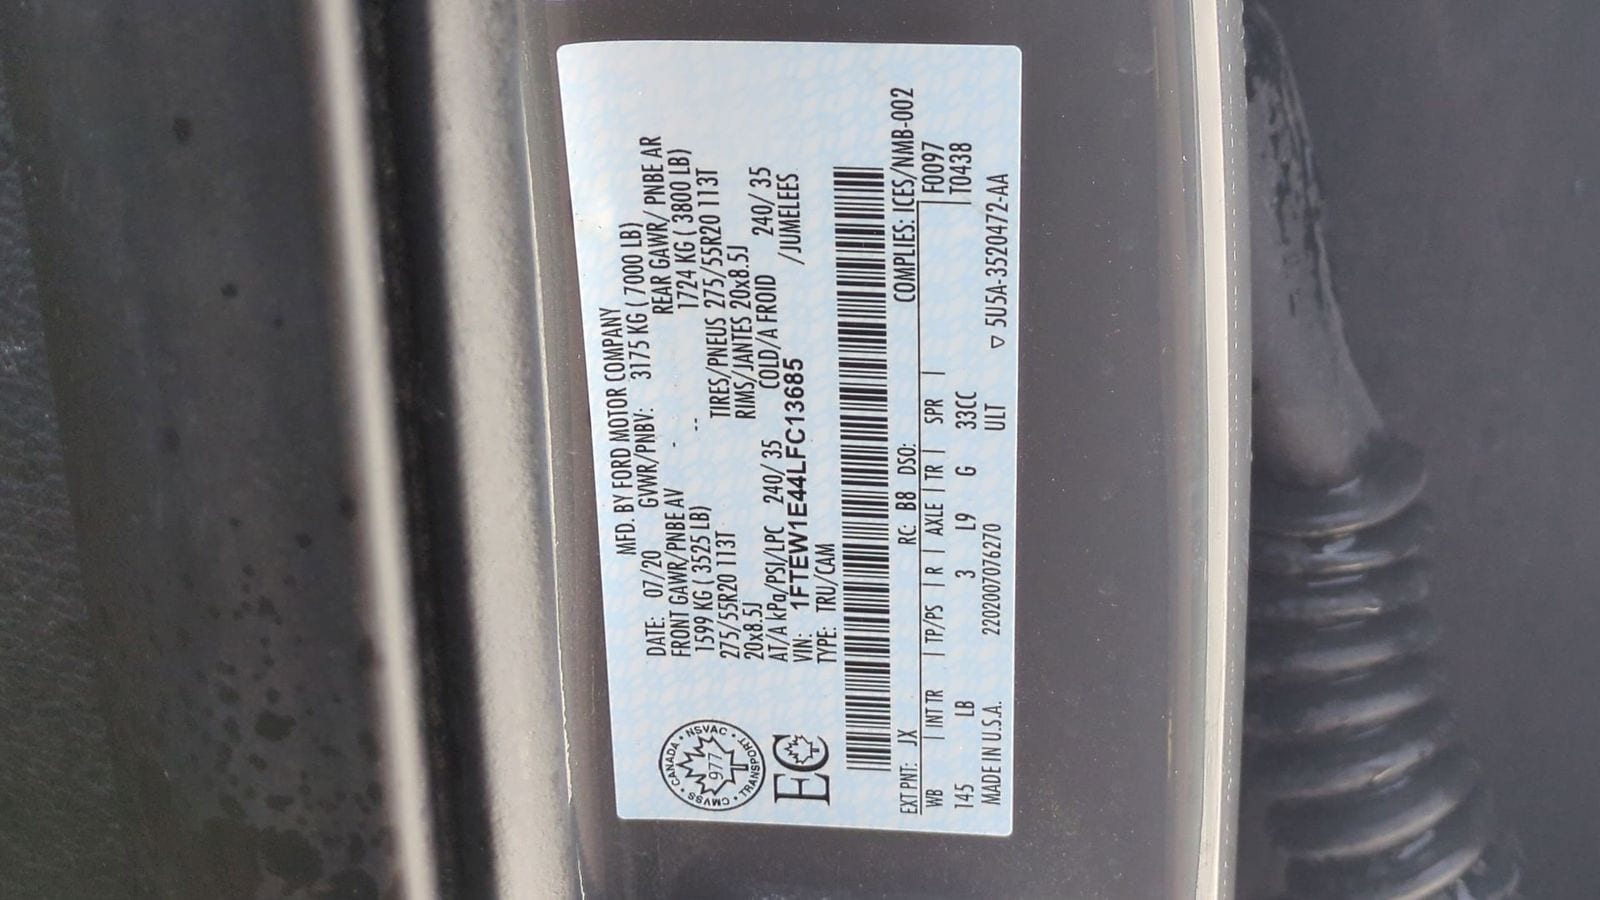 MFD. BY FORD MOTOR COMPANY
DATE: 07/20 GVWR/PNBV: 3175 KG ( 7000 LB)
FRONT GAWR/PNBE AV - REAR GAWR/ PNBE AR
1599 KG ( 3525 LB) -- 1724 KG ( 3800 LB)
275/55R20 113T TIRES/PNEUS 275/55R20 113T
20x8.5J RIMS/JANTES 20x8.5J
AT/A kPa/PSI/LPC 240/ 35 COLD/A FROID 240/ 35
VIN: 1FTEW1E44LFC13685 /JUMELEES
TYPE: TRU/CAM
CANADA • NSVAC • TRANSPORT • CMVSS •
977
EC
EXT PNT: JX RC: B8 DSO: COMPLIES: ICES/NMB-002
WB | INT TR | TP/PS | R | AXLE | TR | SPR | F0097
145 LB 3 L9 G 33CC T0438
MADE IN U.S.A. 220200707076270 ULT ▽ 5U5A-3520472-AA